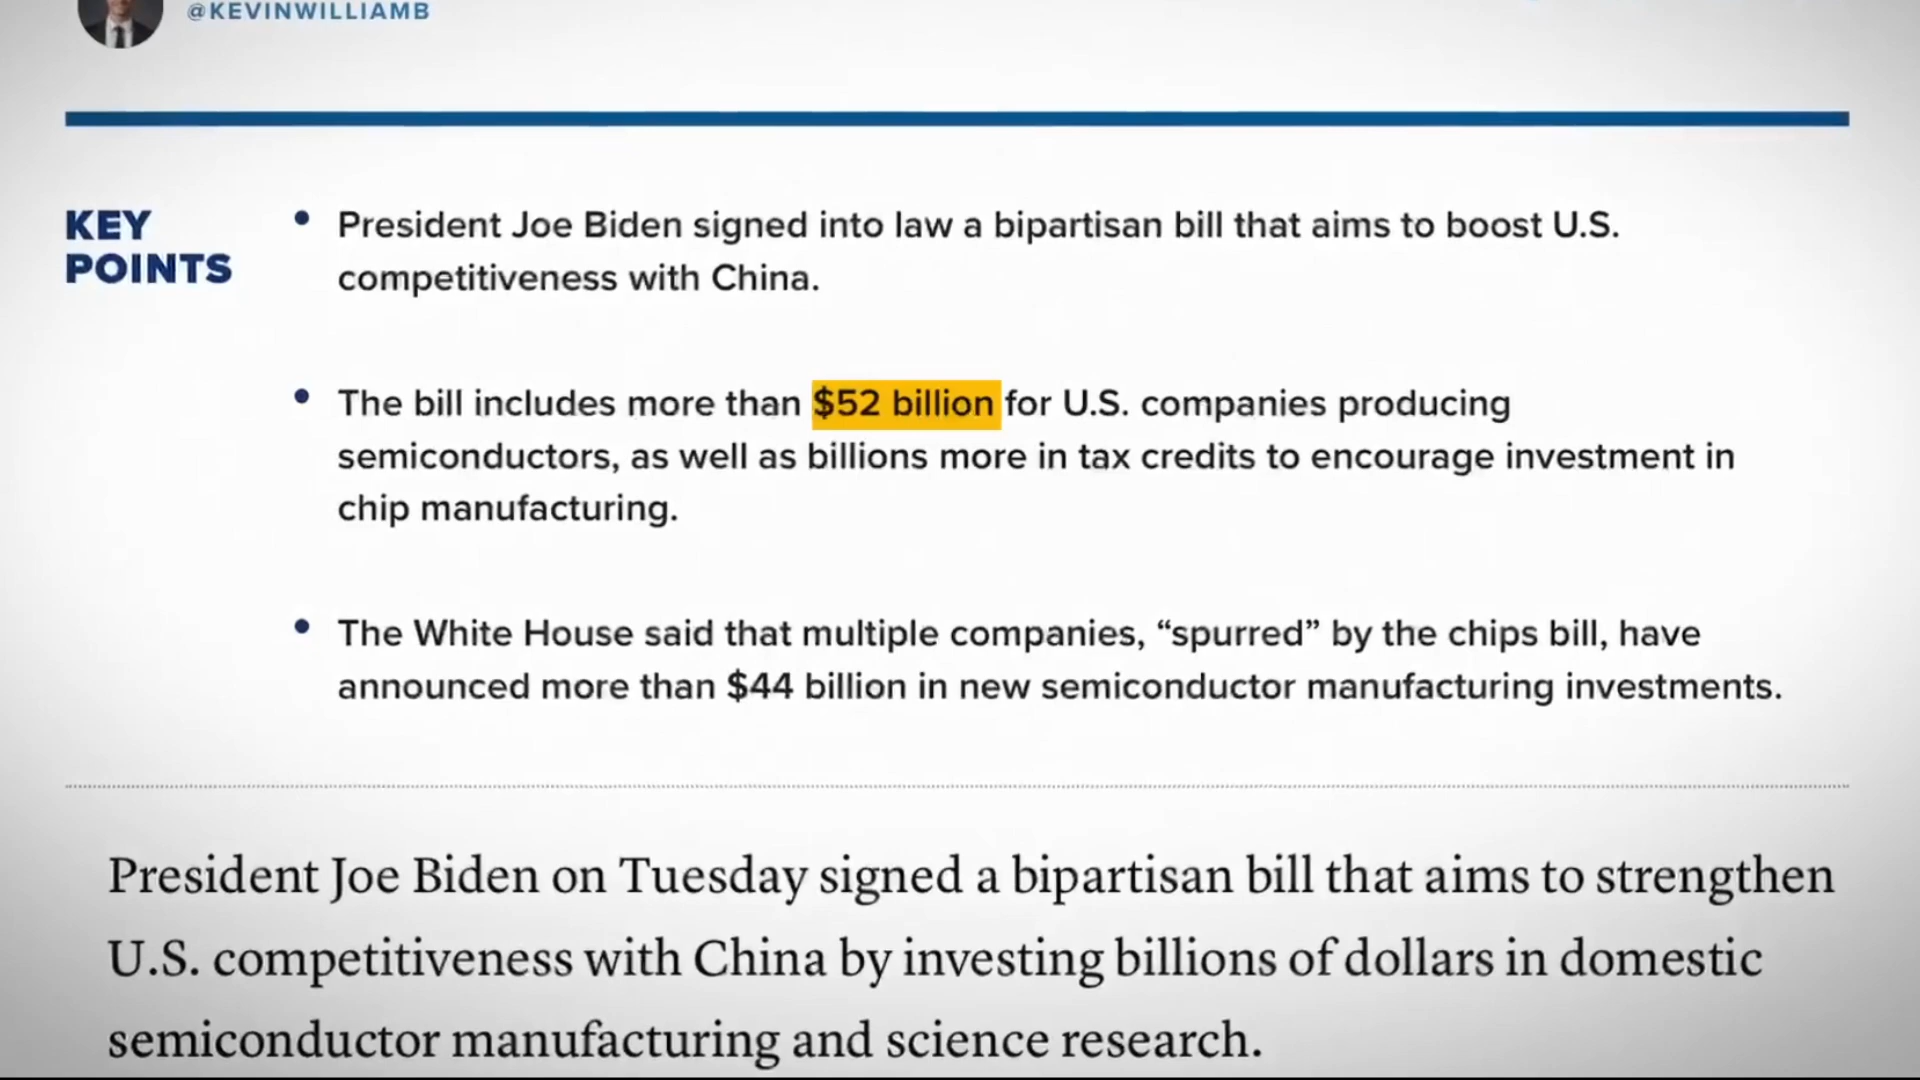 @KEVINWILLIAMB
KEY
POINTS
• President Joe Biden signed into law a bipartisan bill that aims to boost U.S.
competitiveness with China.
• The bill includes more than $52 billion for U.S. companies producing
semiconductors, as well as billions more in tax credits to encourage investment in
chip manufacturing.
• The White House said that multiple companies, “spurred” by the chips bill, have
announced more than $44 billion in new semiconductor manufacturing investments.
President Joe Biden on Tuesday signed a bipartisan bill that aims to strengthen
U.S. competitiveness with China by investing billions of dollars in domestic
semiconductor manufacturing and science research.